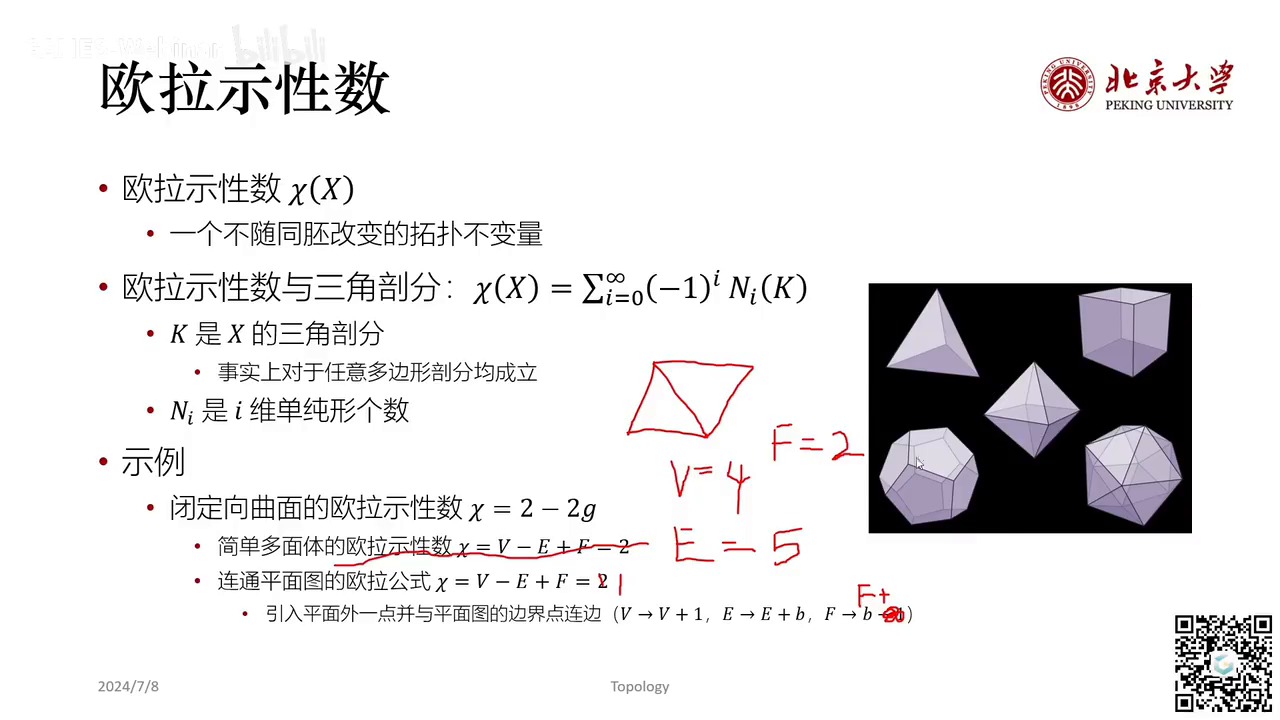 bilibili
欧拉示性数
北京大学
PEKING UNIVERSITY
• 欧拉示性数 χ(X)
• 一个不随同胚改变的拓扑不变量
• 欧拉示性数与三角剖分：χ(X) = ∑_{i=0}^{∞}(−1)^i N_i(K)
• K 是 X 的三角剖分
• 事实上对于任意多边形剖分均成立
• N_i 是 i 维单纯形个数
F=2
V=4
• 示例
• 闭定向曲面的欧拉示性数 χ = 2 − 2g
E=5
• 简单多面体的欧拉示性数 χ = V − E + F = 2
• 连通平面图的欧拉公式 χ = V − E + F = 2
1
F+
• 引入平面外一点并与平面图的边界点连边（V → V + 1，E → E + b，F → b
2024/7/8
Topology